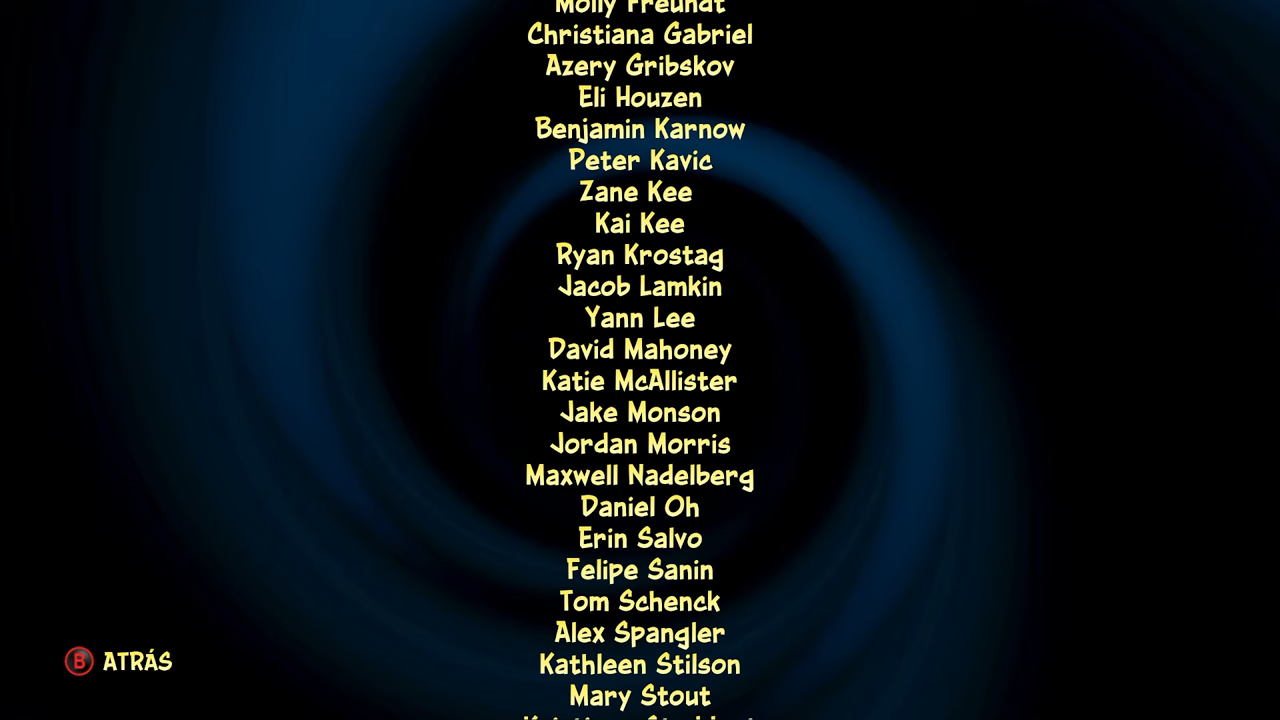 Molly Freundt
Christiana Gabriel
Azery Gribskov
Eli Houzen
Benjamin Karnow
Peter Kavic
Zane Kee
Kai Kee
Ryan Krostag
Jacob Lamkin
Yann Lee
David Mahoney
Katie McAllister
Jake Monson
Jordan Morris
Maxwell Nadelberg
Daniel Oh
Erin Salvo
Felipe Sanin
Tom Schenck
Alex Spangler
Kathleen Stilson
B ATRÁS
Mary Stout